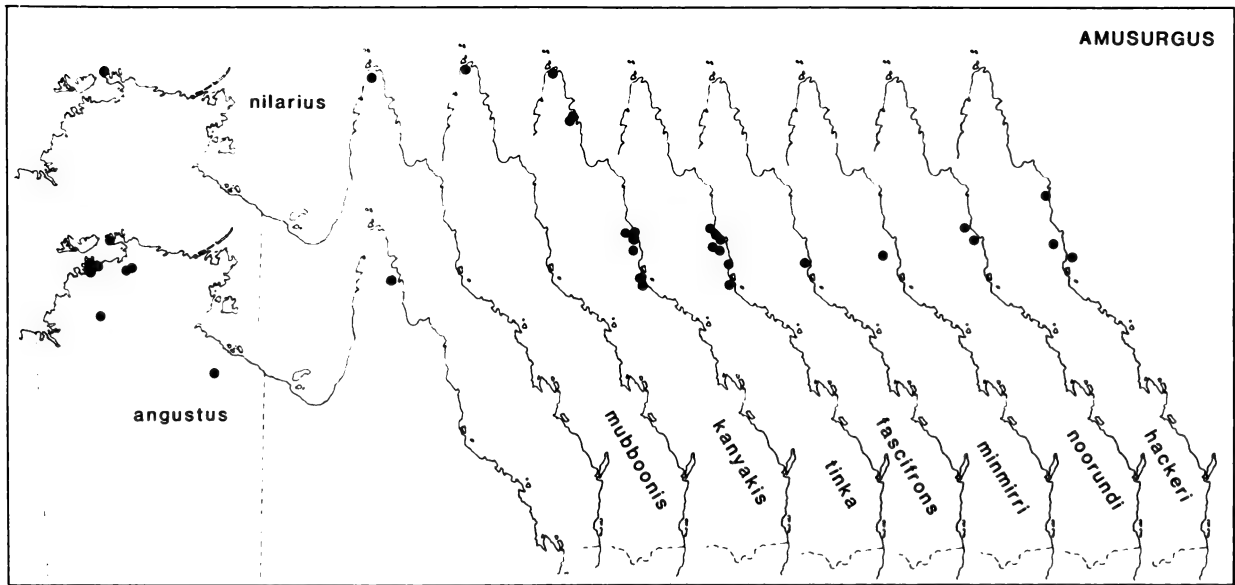 AMUSURGUS
nilarius
angustus
mubboonis
kanyakis
tinka
fascifrons
minmirri
noorundi
hackeri